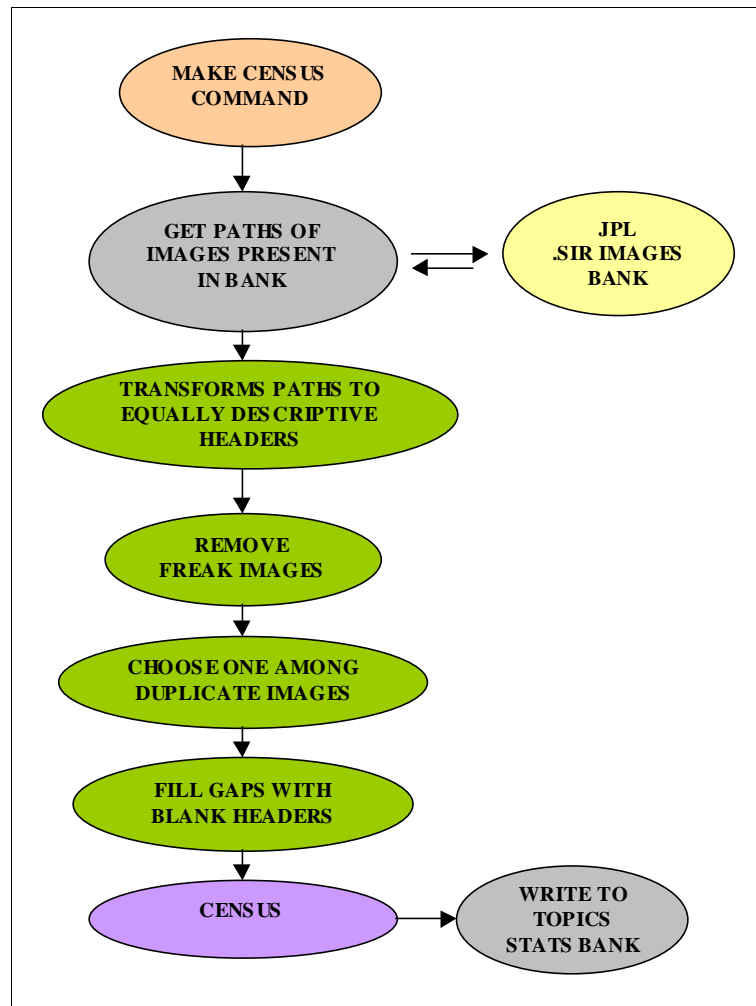 MAKE CENSUS
COMMAND
GET PATHS OF
IMAGES PRESENT
IN BANK
JPL
.SIR IMAGES
BANK
TRANSFORMS PATHS TO
EQUALLY DESCRIPTIVE
HEADERS
REMOVE
FREAK IMAGES
CHOOSE ONE AMONG
DUPLICATE IMAGES
FILL GAPS WITH
BLANK HEADERS
CENSUS
WRITE TO
TOPICS
STATS BANK